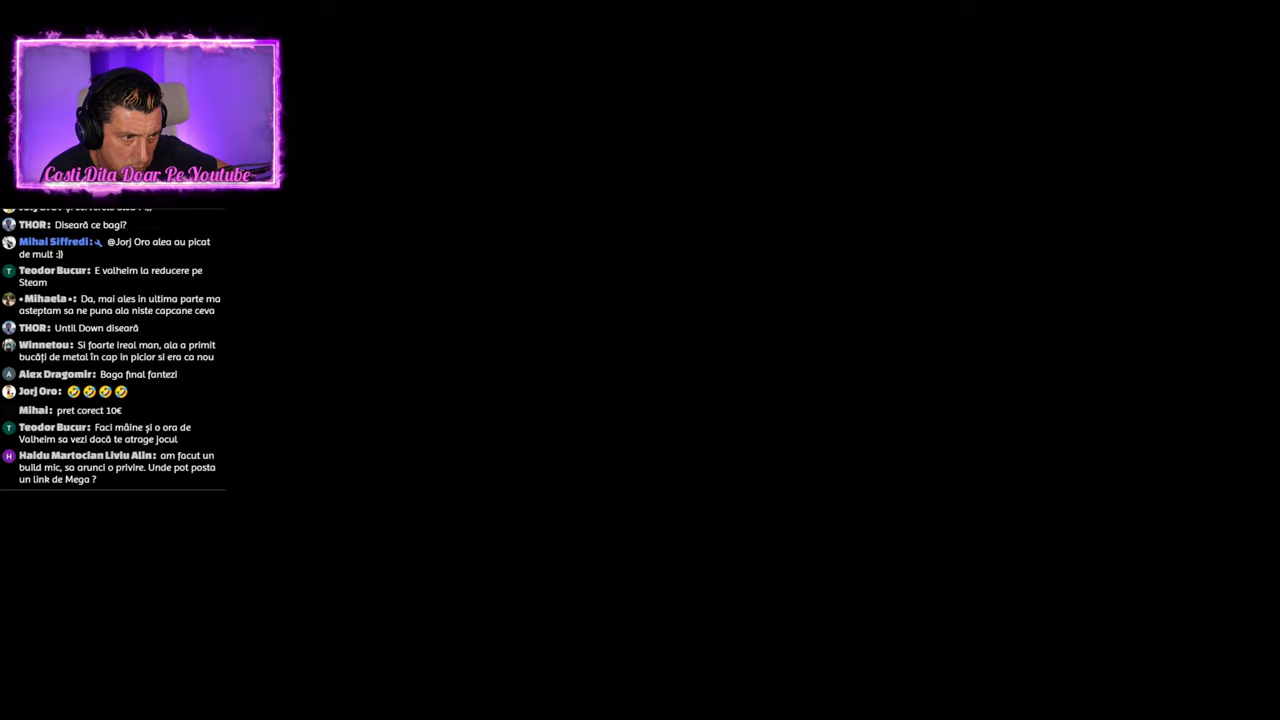 Costi Dita Doar Pe Youtube
THOR: Diseară ce bagi?
Mihai Siffredi: @Jorj Oro alea au picat
de mult :))
Teodor Bucur: E valheim la reducere pe
Steam
• Mihaela •: Da, mai ales in ultima parte ma
asteptam sa ne puna ala niste capcane ceva
THOR: Until Down diseară
Winnetou: Si foarte ireal man, ala a primit
bucăți de metal în cap in picior si era ca nou
Alex Dragomir: Baga final fantezi
Jorj Oro: 🤣 🤣 🤣 🤣
Mihai: pret corect 10€
Teodor Bucur: Faci mâine și o ora de
Valheim sa vezi dacă te atrage jocul
Haidu Martocian Liviu Alin: am facut un
build mic, sa arunci o privire. Unde pot posta
un link de Mega ?